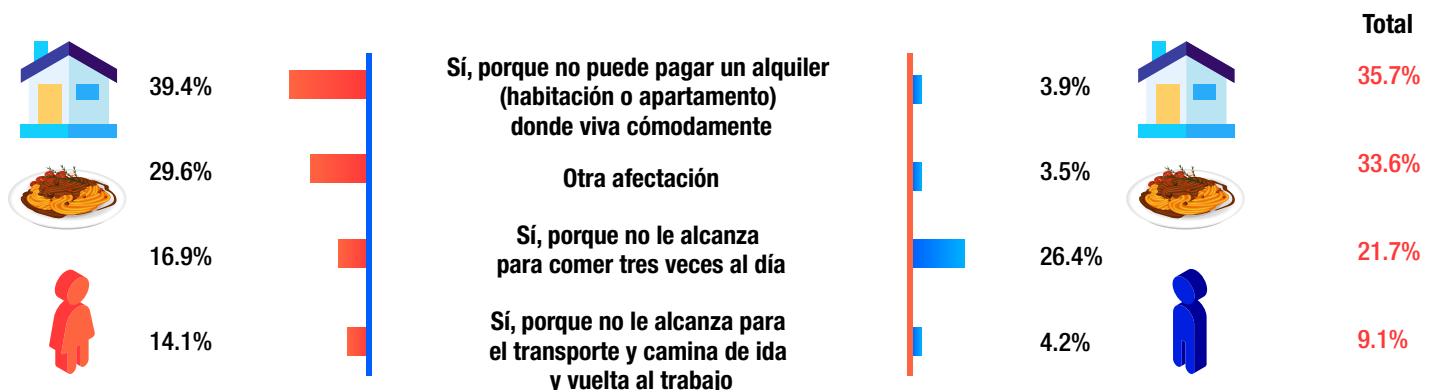 Total
39.4%
Sí, porque no puede pagar un alquiler
(habitación o apartamento)
donde viva cómodamente
3.9%
35.7%
29.6%
Otra afectación
3.5%
33.6%
16.9%
Sí, porque no le alcanza
para comer tres veces al día
26.4%
21.7%
14.1%
Sí, porque no le alcanza para
el transporte y camina de ida
y vuelta al trabajo
4.2%
9.1%